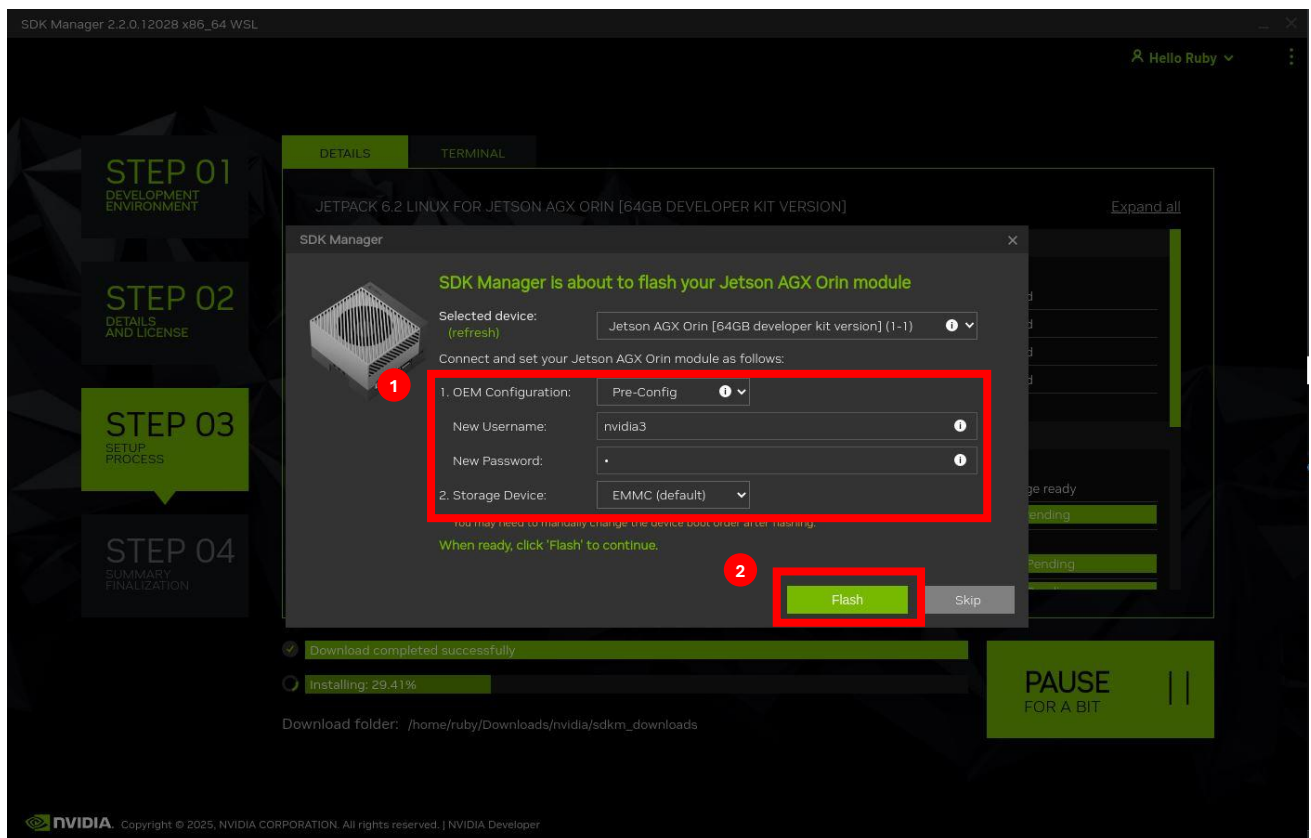 SDK Manager 2.2.0.12028 x86_64 WSL
Hello Ruby
STEP 01
DEVELOPMENT
ENVIRONMENT
STEP 02
DETAILS
AND LICENSE
STEP 03
SETUP
PROCESS
STEP 04
SUMMARY
FINALIZATION
DETAILS TERMINAL
JETPACK 6.2 LINUX FOR JETSON AGX ORIN [64GB DEVELOPER KIT VERSION] Expand all
SDK Manager
SDK Manager is about to flash your Jetson AGX Orin module
Selected device:
(refresh)
Jetson AGX Orin [64GB developer kit version] (1-1)
Connect and set your Jetson AGX Orin module as follows:
1
1. OEM Configuration: Pre-Config
New Username: nvidia3
New Password: •
2. Storage Device: EMMC (default)
You may need to manually change the device boot order after flashing.
When ready, click 'Flash' to continue.
2
Flash Skip
ready
Pending
Download completed successfully
Installing: 29.41%
PAUSE
FOR A BIT
Download folder: /home/ruby/Downloads/nvidia/sdkm_downloads
NVIDIA. Copyright © 2025, NVIDIA CORPORATION. All rights reserved. | NVIDIA Developer